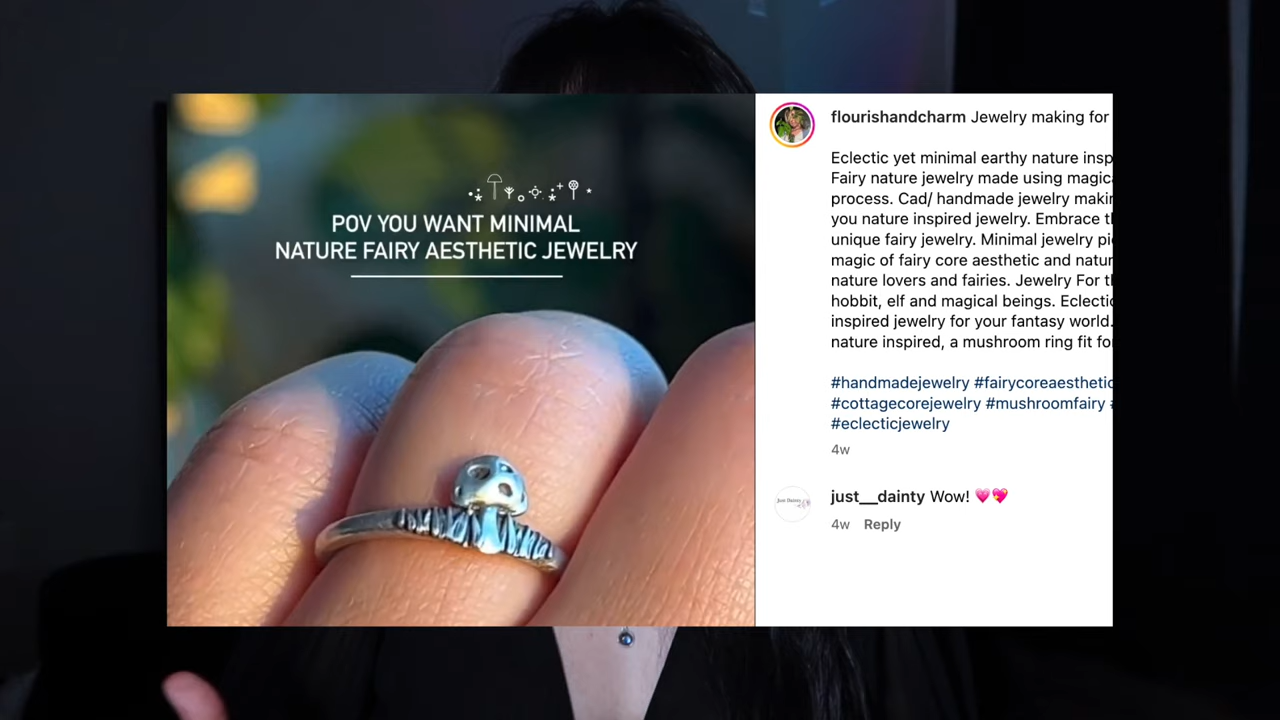 POV YOU WANT MINIMAL
NATURE FAIRY AESTHETIC JEWELRY
flourishandcharm Jewelry making for
Eclectic yet minimal earthy nature insp
Fairy nature jewelry made using magica
process. Cad/ handmade jewelry makin
you nature inspired jewelry. Embrace th
unique fairy jewelry. Minimal jewelry pie
magic of fairy core aesthetic and natur
nature lovers and fairies. Jewelry For th
hobbit, elf and magical beings. Eclectic
inspired jewelry for your fantasy world.
nature inspired, a mushroom ring fit for
#handmadejewelry #fairycoreaesthetic
#cottagecorejewelry #mushroomfairy #
#eclecticjewelry
4w
just__dainty Wow! 💗💖
4w Reply